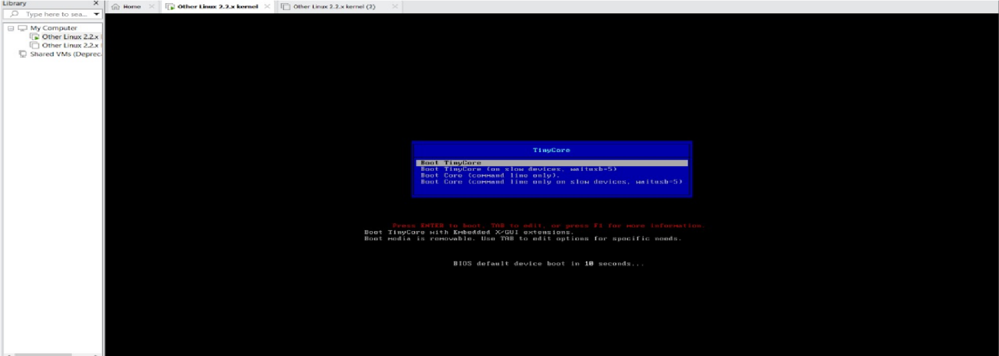 Library
Type here to sea...
My Computer
Other Linux 2.2.x
Other Linux 2.2.x
Shared VMs (Deprec
Home
Other Linux 2.2.x kernel
Other Linux 2.2.x kernel (2)
TinyCore
Boot TinyCore
Boot TinyCore (on slow devices, waitusb=5)
Boot Core (command line only).
Boot Core (command line only on slow devices, waitusb=5)
Press ENTER to boot, TAB to edit, or press F1 for more information.
Boot TinyCore with Embedded X/GUI extensions.
Boot media is removable. Use TAB to edit options for specific needs.
BIOS default device boot in 10 seconds...